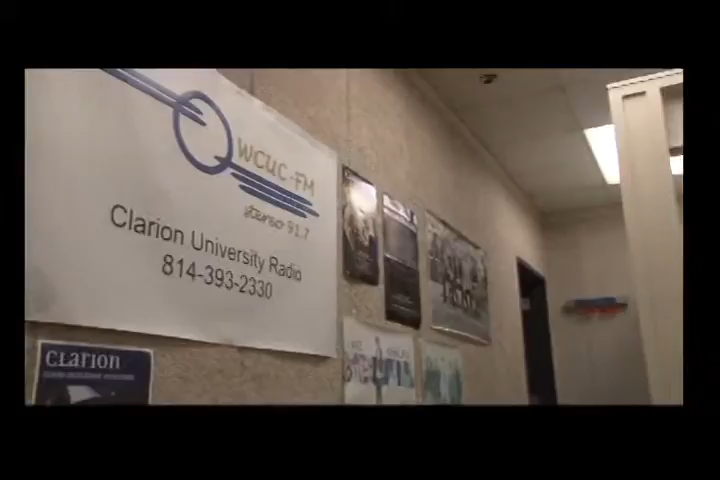 WCUC-FM
stereo 91.7
Clarion University Radio
814-393-2330
CLARION